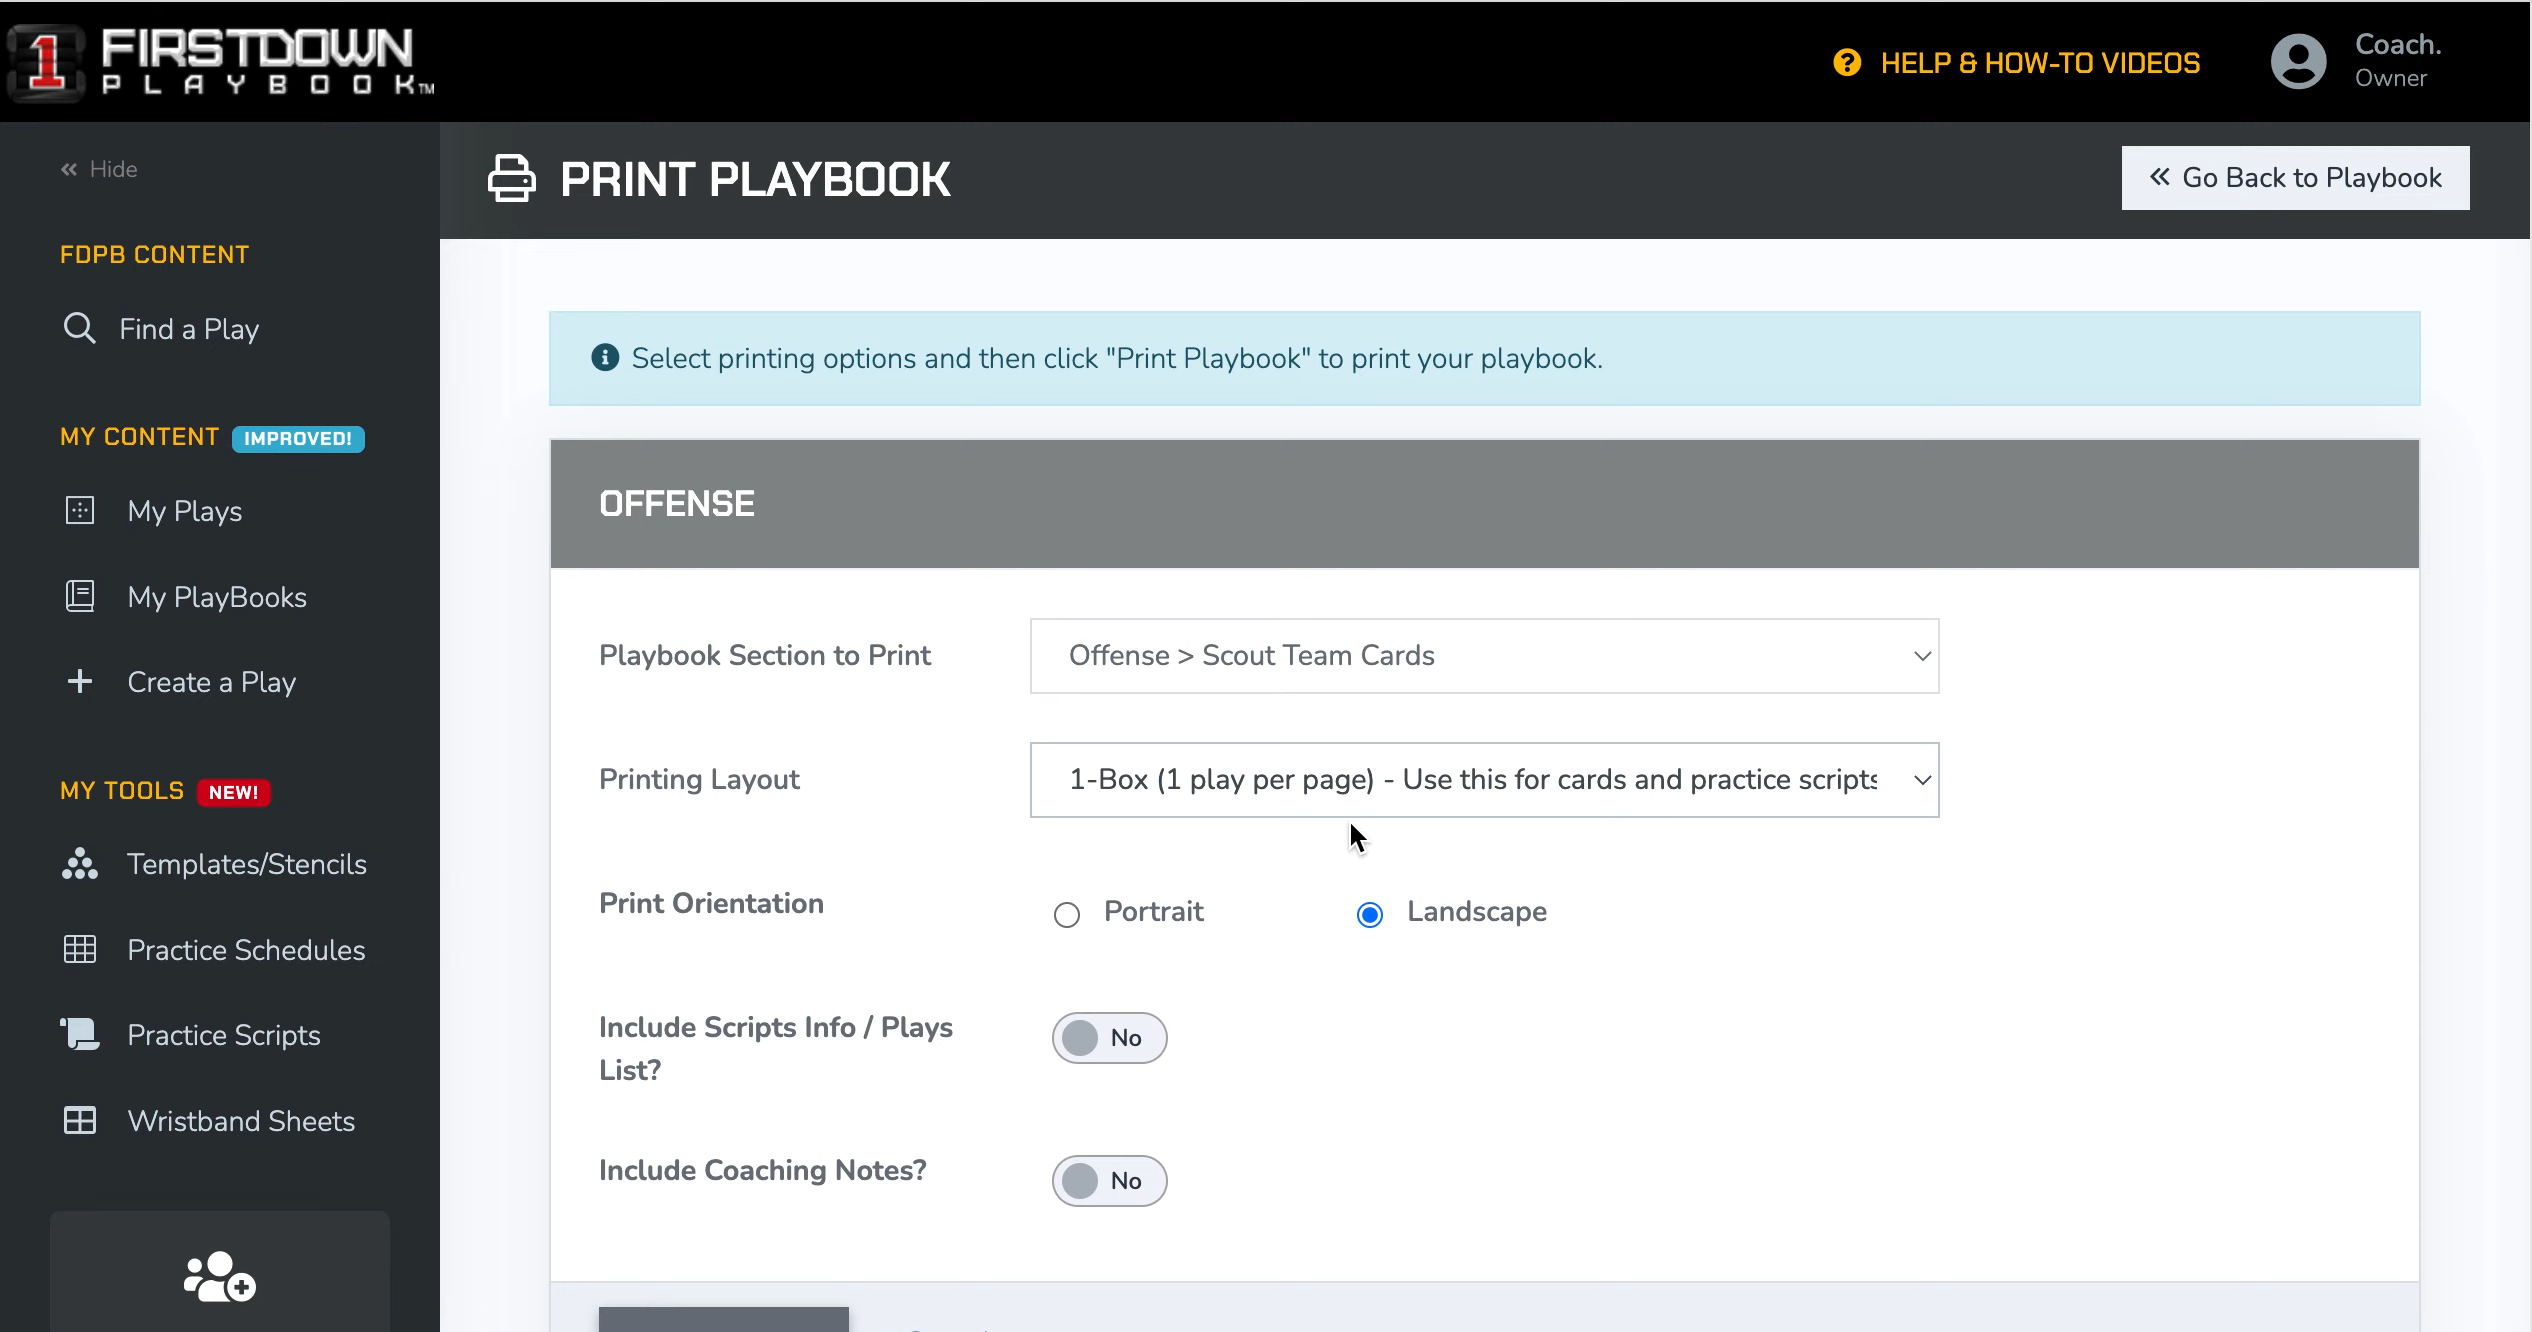 1 FIRSTDOWN
PLAYBOOK™
HELP & HOW-TO VIDEOS
Coach.
Owner
« Hide
PRINT PLAYBOOK
« Go Back to Playbook
FDPB CONTENT
Find a Play
Select printing options and then click "Print Playbook" to print your playbook.
MY CONTENT IMPROVED!
My Plays
My PlayBooks
Create a Play
MY TOOLS NEW!
Templates/Stencils
Practice Schedules
Practice Scripts
Wristband Sheets
OFFENSE
Playbook Section to Print
Offense > Scout Team Cards
Printing Layout
1-Box (1 play per page) - Use this for cards and practice scripts
Print Orientation
Portrait
Landscape
Include Scripts Info / Plays
List?
No
Include Coaching Notes?
No